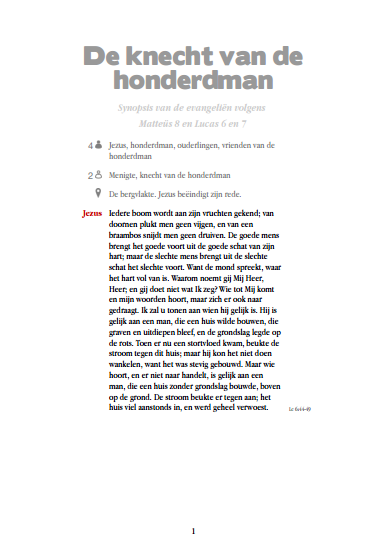 De knecht van de
honderdman
Synopsis van de evangeliën volgens
Matteüs 8 en Lucas 6 en 7
4 Jezus, honderdman, ouderlingen, vrienden van de
honderdman
2 Menigte, knecht van de honderdman
De bergvlakte. Jezus beëindigt zijn rede.
Jezus Iedere boom wordt aan zijn vruchten gekend; van
doornen plukt men geen vijgen, en van een
braambos snijdt men geen druiven. De goede mens
brengt het goede voort uit de goede schat van zijn
hart; maar de slechte mens brengt uit de slechte
schat het slechte voort. Want de mond spreekt, waar
het hart vol van is. Waarom noemt gij Mij Heer,
Heer; en gij doet niet wat Ik zeg? Wie tot Mij komt
en mijn woorden hoort, maar zich er ook naar
gedraagt. Ik zal u tonen aan wien hij gelijk is. Hij is
gelijk aan een man, die een huis wilde bouwen, die
graven en uitdiepen bleef, en de grondslag legde op
de rots. Toen er nu een stortvloed kwam, beukte de
stroom tegen dit huis; maar hij kon het niet doen
wankelen, want het was stevig gebouwd. Maar wie
hoort, en er niet naar handelt, is gelijk aan een
man, die een huis zonder grondslag bouwde, boven
op de grond. De stroom beukte er tegen aan; het
huis viel aanstonds in, en werd geheel verwoest. Lc 6:44-49
1